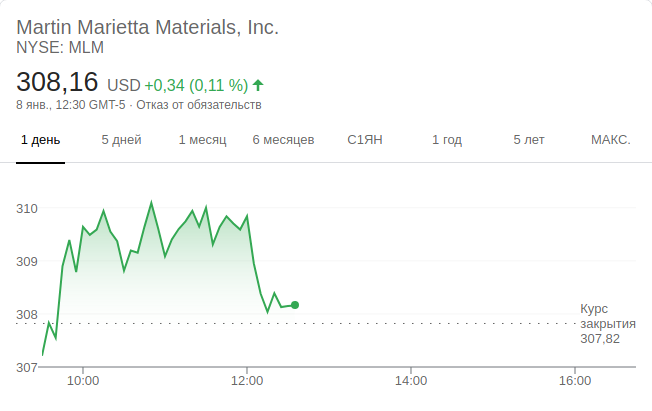 Martin Marietta Materials, Inc.
NYSE: MLM
308,16 USD +0,34 (0,11 %)
8 янв., 12:30 GMT-5 · Отказ от обязательств
1 день 5 дней 1 месяц 6 месяцев С1ЯН 1 год 5 лет МАКС.
310
309
308
307
Курс
закрытия
307,82
10:00 12:00 14:00 16:00